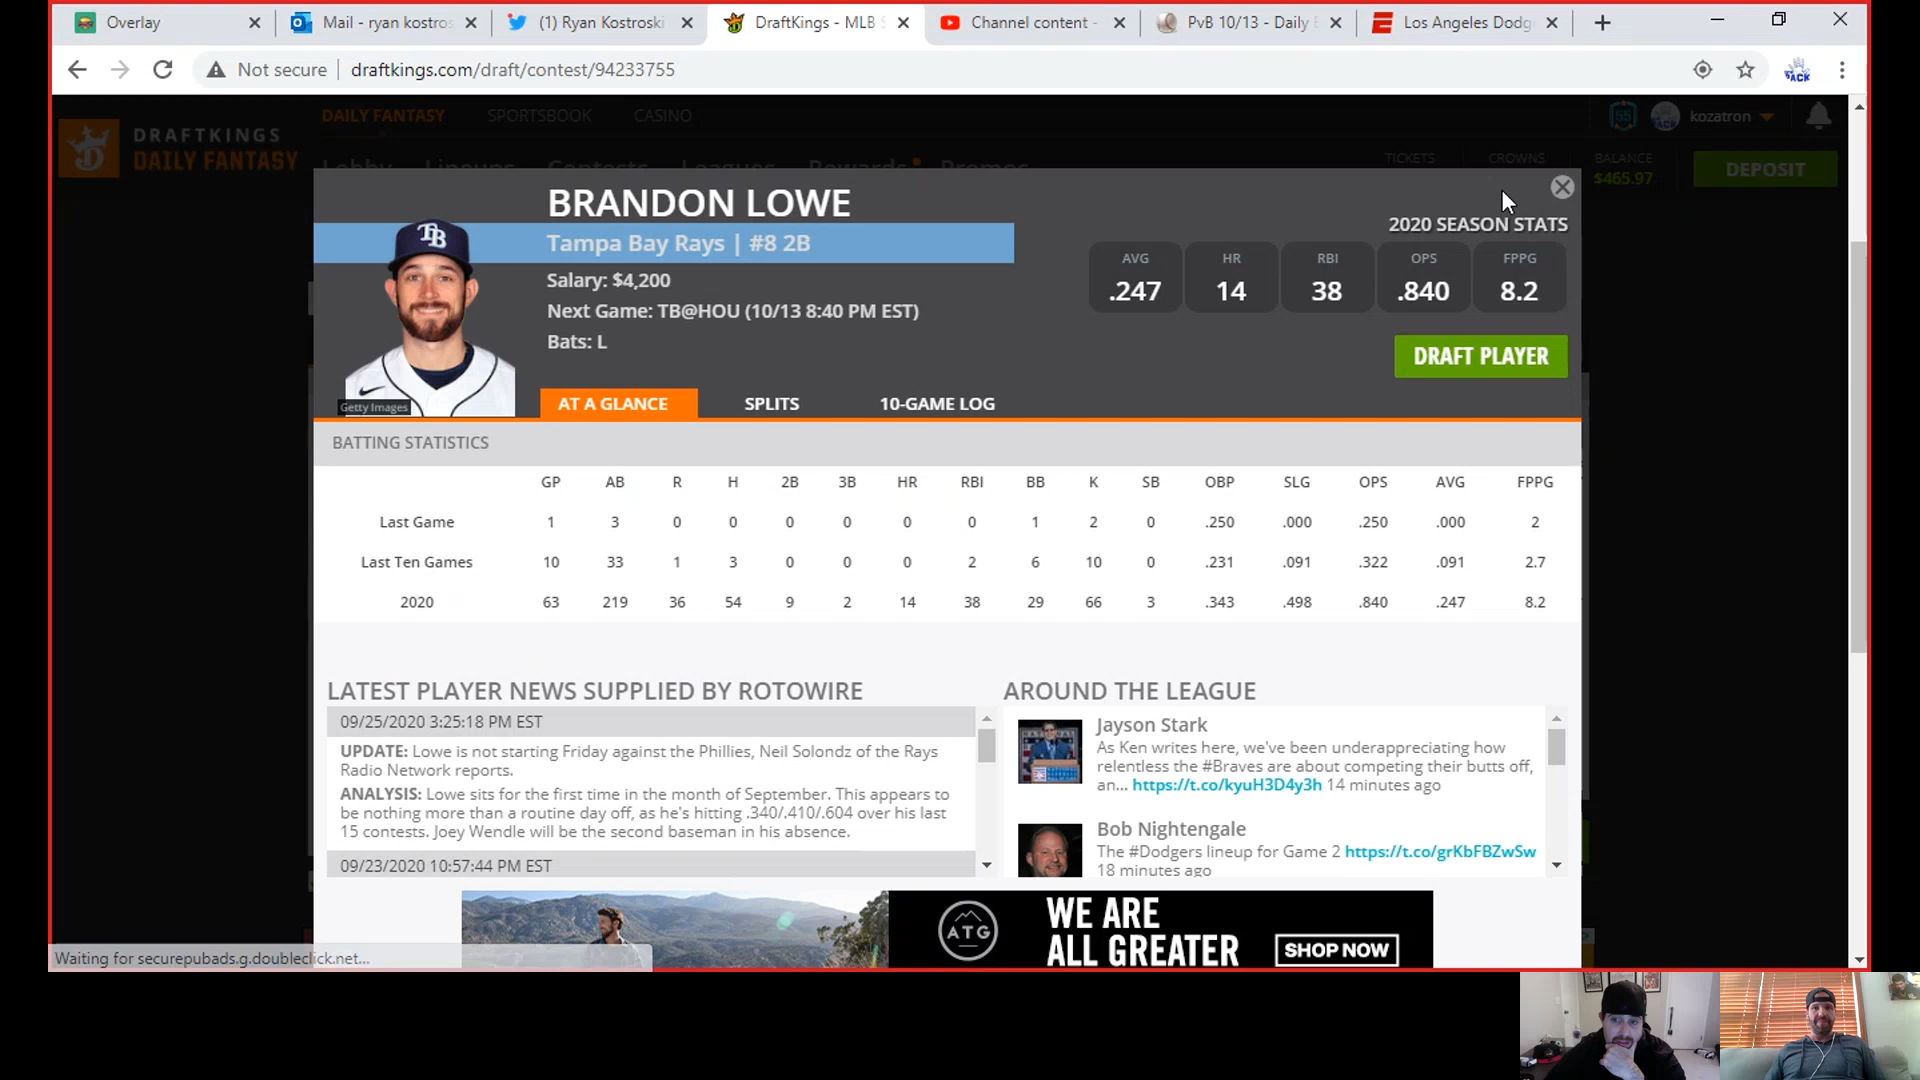 Overlay
Mail - ryan kostros
(1) Ryan Kostroski
DraftKings - MLB S
Channel content -
PvB 10/13 - Daily B
Los Angeles Dodg
Not secure
draftkings.com/draft/contest/94233755
DRAFTKINGS
DAILY FANTASY
DAILY FANTASY
SPORTSBOOK
CASINO
55
kozatron
Lobby
Lineups
Contests
Leagues
Rewards
Promos
TICKETS
CROWNS
BALANCE
$465.97
DEPOSIT
BRANDON LOWE
Tampa Bay Rays | #8 2B
Salary: $4,200
Next Game: TB@HOU (10/13 8:40 PM EST)
Bats: L
Getty Images
2020 SEASON STATS
AVG HR RBI OPS FPPG
.247 14 38 .840 8.2
DRAFT PLAYER
AT A GLANCE SPLITS 10-GAME LOG
BATTING STATISTICS
GP AB R H 2B 3B HR RBI BB K SB OBP SLG OPS AVG FPPG
Last Game 1 3 0 0 0 0 0 0 1 2 0 .250 .000 .250 .000 2
Last Ten Games 10 33 1 3 0 0 0 2 6 10 0 .231 .091 .322 .091 2.7
2020 63 219 36 54 9 2 14 38 29 66 3 .343 .498 .840 .247 8.2
LATEST PLAYER NEWS SUPPLIED BY ROTOWIRE
09/25/2020 3:25:18 PM EST
UPDATE: Lowe is not starting Friday against the Phillies, Neil Solondz of the Rays
Radio Network reports.
ANALYSIS: Lowe sits for the first time in the month of September. This appears to
be nothing more than a routine day off, as he's hitting .340/.410/.604 over his last
15 contests. Joey Wendle will be the second baseman in his absence.
09/23/2020 10:57:44 PM EST
AROUND THE LEAGUE
Jayson Stark
As Ken writes here, we've been underappreciating how
relentless the #Braves are about competing their butts off,
an... https://t.co/kyuH3D4y3h 14 minutes ago
Bob Nightengale
The #Dodgers lineup for Game 2 https://t.co/grKbFBZwSw
18 minutes ago
ATG
WE ARE
ALL GREATER
SHOP NOW
Waiting for securepubads.g.doubleclick.net...